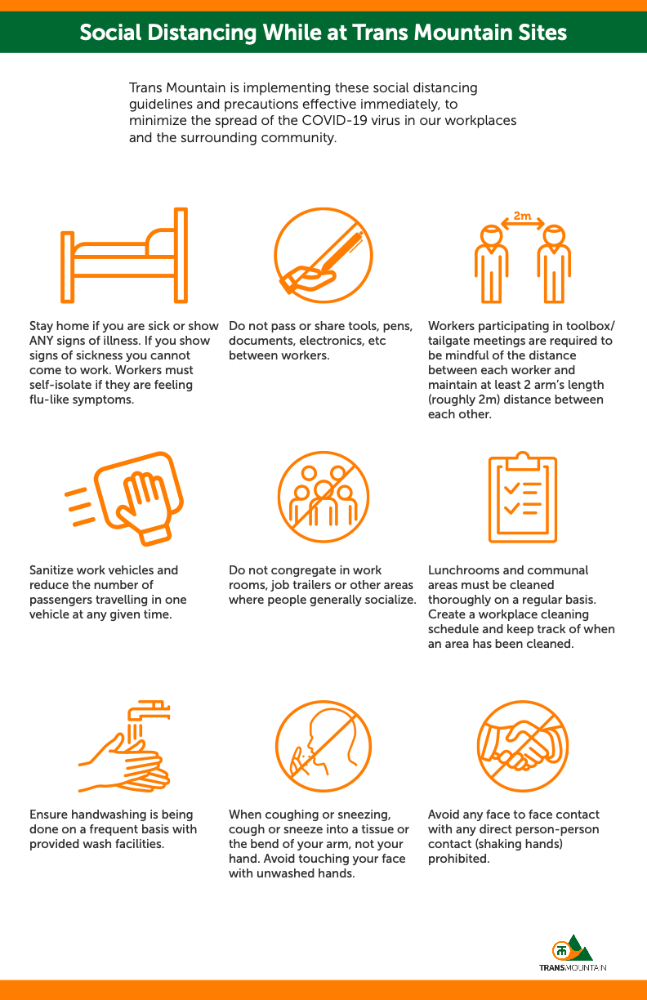 Social Distancing While at Trans Mountain Sites
Trans Mountain is implementing these social distancing
guidelines and precautions effective immediately, to
minimize the spread of the COVID-19 virus in our workplaces
and the surrounding community.
Stay home if you are sick or show
ANY signs of illness. If you show
signs of sickness you cannot
come to work. Workers must
self-isolate if they are feeling
flu-like symptoms.
Do not pass or share tools, pens,
documents, electronics, etc
between workers.
2m
Workers participating in toolbox/
tailgate meetings are required to
be mindful of the distance
between each worker and
maintain at least 2 arm's length
(roughly 2m) distance between
each other.
Sanitize work vehicles and
reduce the number of
passengers travelling in one
vehicle at any given time.
Do not congregate in work
rooms, job trailers or other areas
where people generally socialize.
Lunchrooms and communal
areas must be cleaned
thoroughly on a regular basis.
Create a workplace cleaning
schedule and keep track of when
an area has been cleaned.
Ensure handwashing is being
done on a frequent basis with
provided wash facilities.
When coughing or sneezing,
cough or sneeze into a tissue or
the bend of your arm, not your
hand. Avoid touching your face
with unwashed hands.
Avoid any face to face contact
with any direct person-person
contact (shaking hands)
prohibited.
TRANSMOUNTAIN